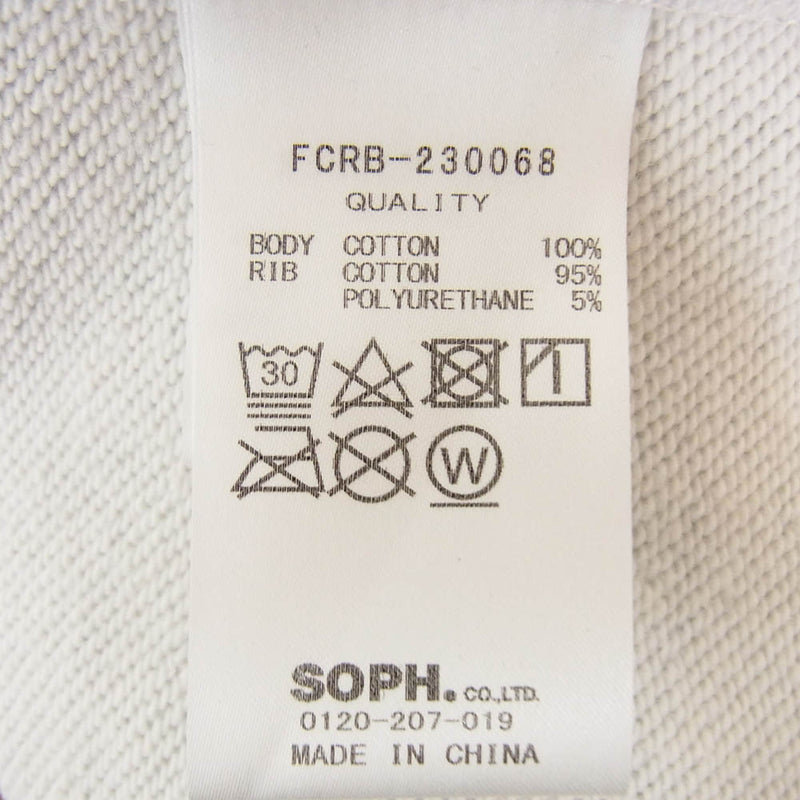 FCRB-230068
QUALITY
BODY COTTON 100%
RIB COTTON 95%
POLYURETHANE 5%
30
W
SOPH. CO.,LTD.
0120-207-019
MADE IN CHINA